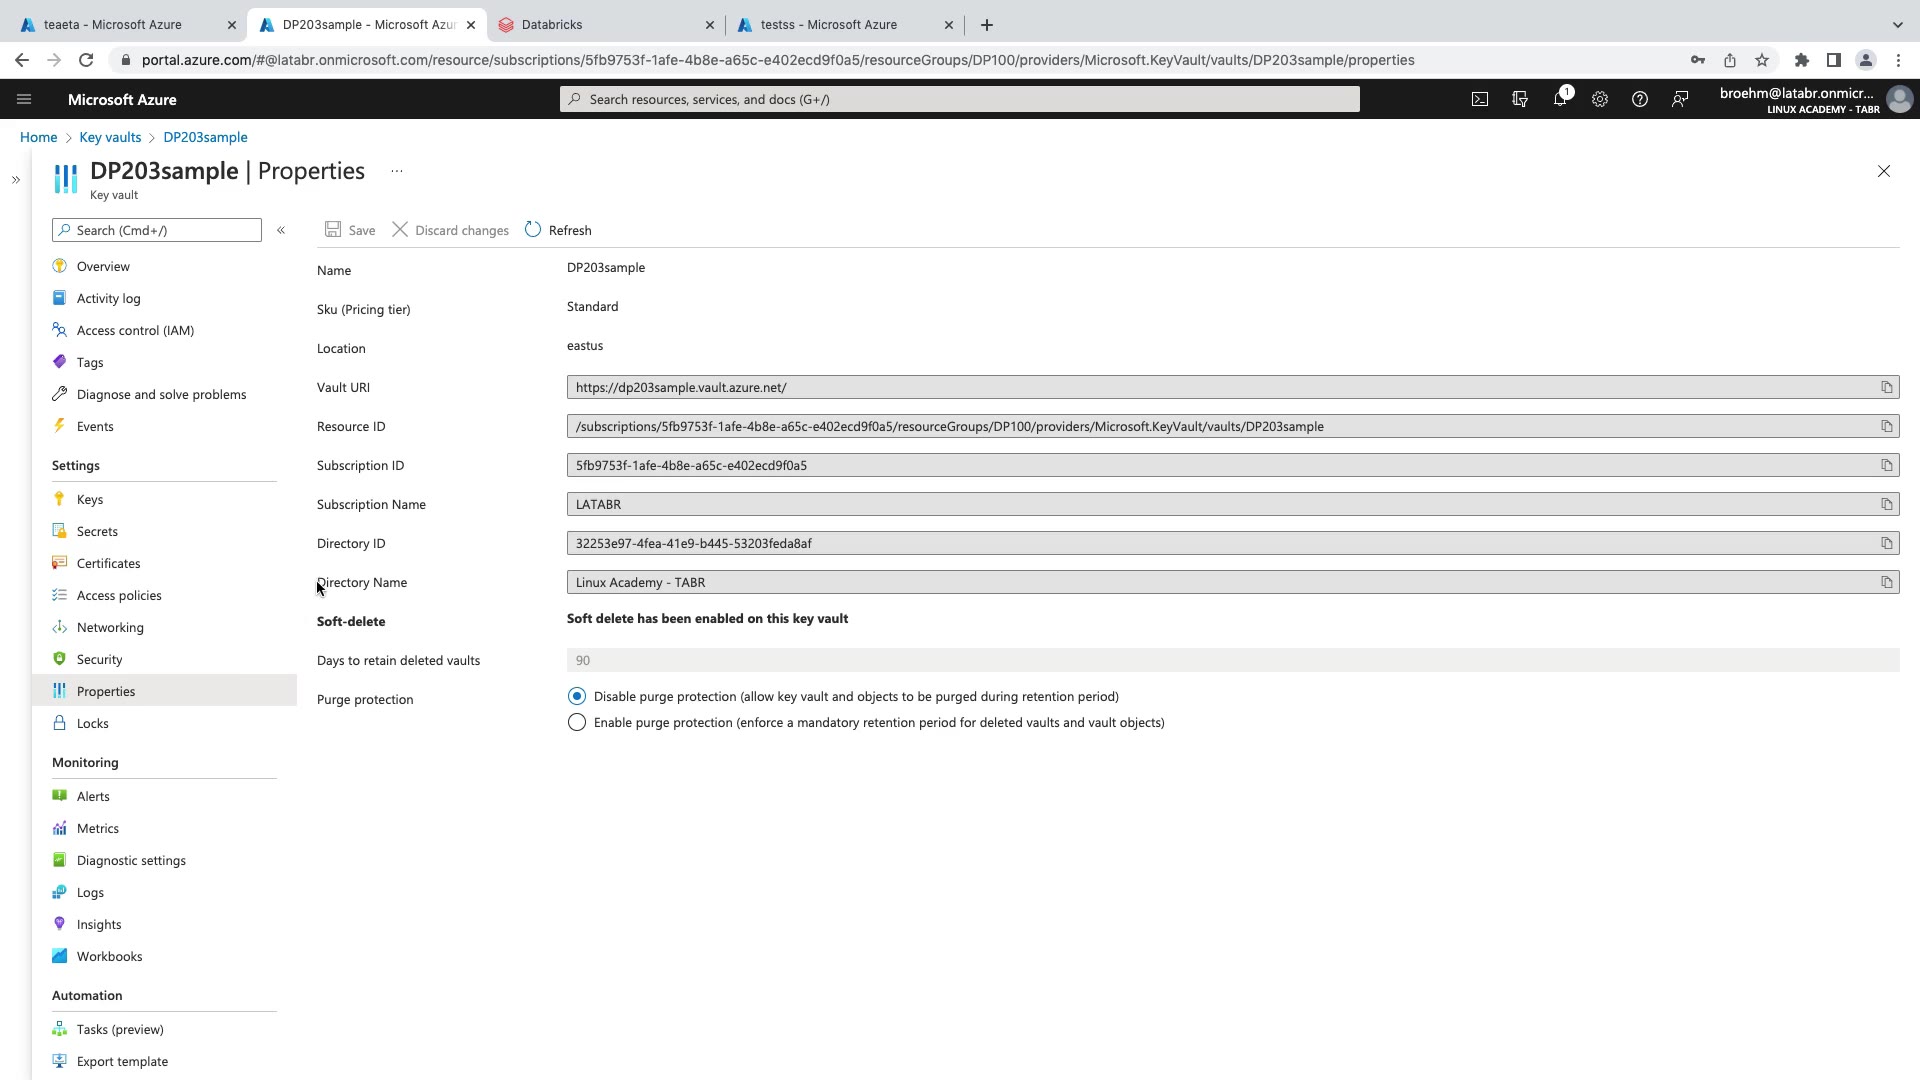 teaeta - Microsoft Azure
DP203sample - Microsoft Azur
Databricks
testss - Microsoft Azure
portal.azure.com/#@latabr.onmicrosoft.com/resource/subscriptions/5fb9753f-1afe-4b8e-a65c-e402ecd9f0a5/resourceGroups/DP100/providers/Microsoft.KeyVault/vaults/DP203sample/properties
Microsoft Azure
Search resources, services, and docs (G+/)
1
broehm@latabr.onmicr...
LINUX ACADEMY - TABR
Home > Key vaults > DP203sample
DP203sample | Properties ...
Key vault
Search (Cmd+/)
Overview
Activity log
Access control (IAM)
Tags
Diagnose and solve problems
Events
Settings
Keys
Secrets
Certificates
Access policies
Networking
Security
Properties
Locks
Monitoring
Alerts
Metrics
Diagnostic settings
Logs
Insights
Workbooks
Automation
Tasks (preview)
Export template
Save
Discard changes
Refresh
Name DP203sample
Sku (Pricing tier) Standard
Location eastus
Vault URI https://dp203sample.vault.azure.net/
Resource ID /subscriptions/5fb9753f-1afe-4b8e-a65c-e402ecd9f0a5/resourceGroups/DP100/providers/Microsoft.KeyVault/vaults/DP203sample
Subscription ID 5fb9753f-1afe-4b8e-a65c-e402ecd9f0a5
Subscription Name LATABR
Directory ID 32253e97-4fea-41e9-b445-53203feda8af
Directory Name Linux Academy - TABR
Soft-delete Soft delete has been enabled on this key vault
Days to retain deleted vaults 90
Purge protection Disable purge protection (allow key vault and objects to be purged during retention period)
Enable purge protection (enforce a mandatory retention period for deleted vaults and vault objects)